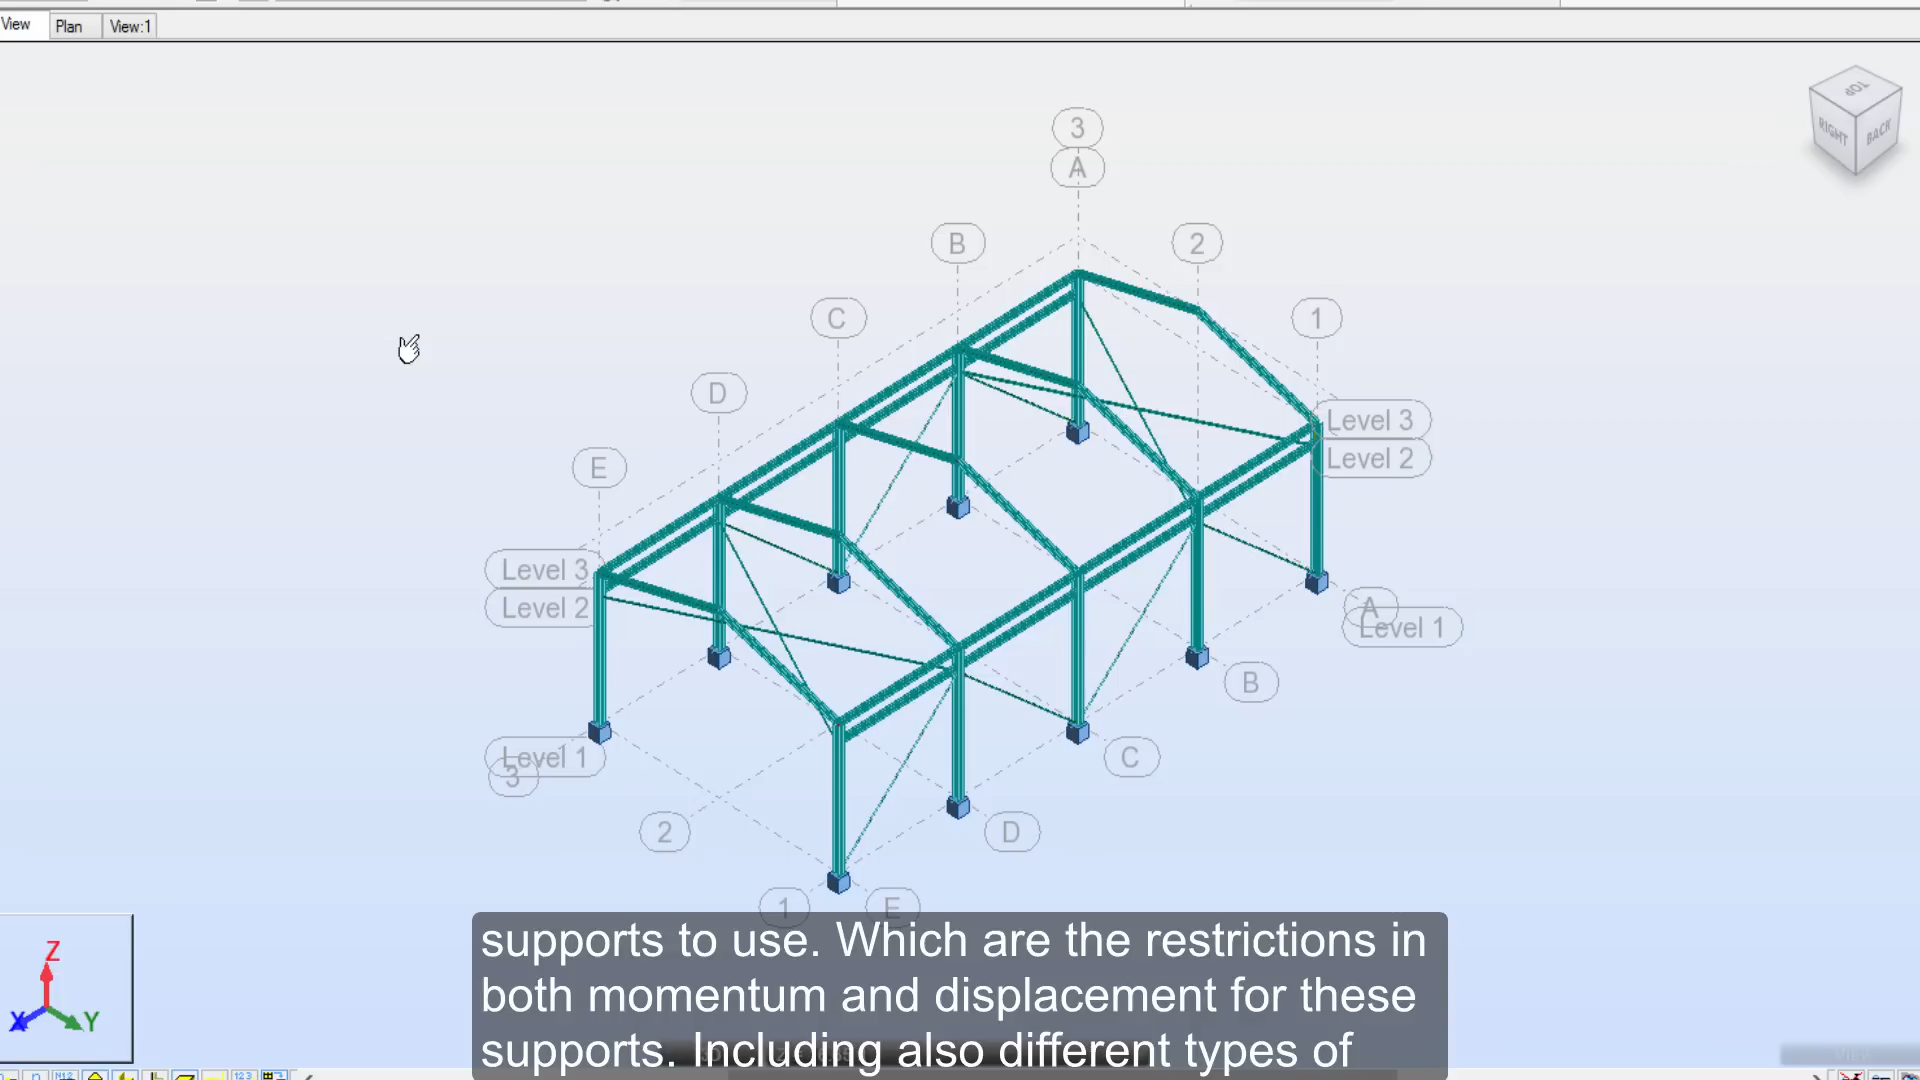 View Plan View:1
TOP
RIGHT BACK
3
A
B 2
C 1
D
E
Level 3
Level 2
Level 3
Level 2
A
Level 1
B
C
Level 1
3
2
D
1 E
Z
X Y
supports to use. Which are the restrictions in
both momentum and displacement for these
supports. Including also different types of
123